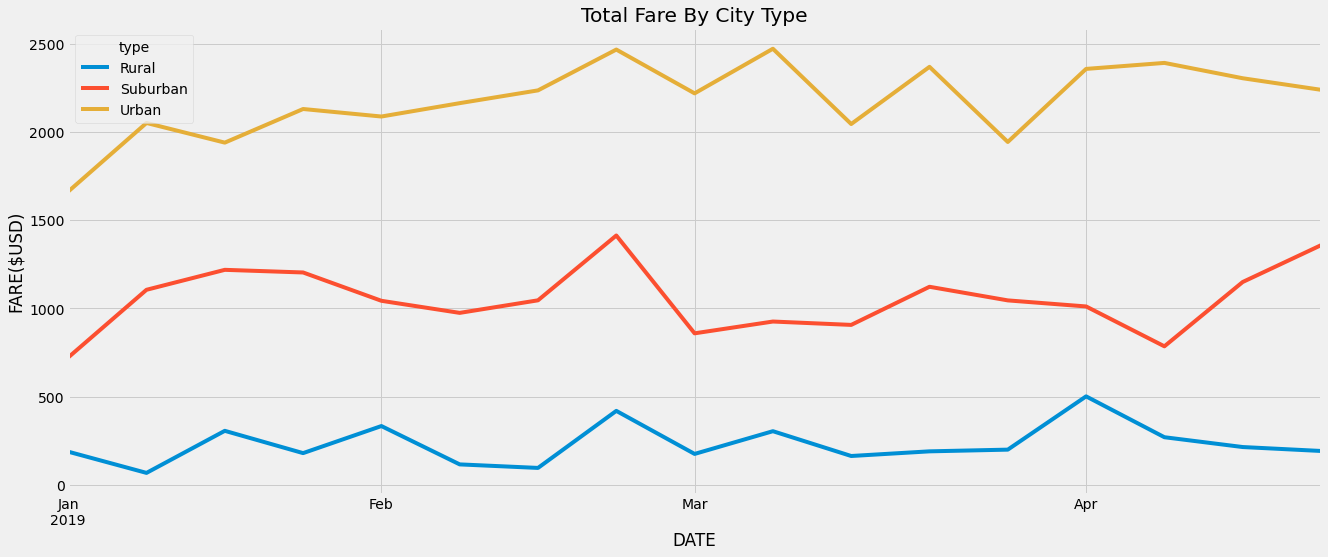 Total Fare By City Type
type
Rural
Suburban
Urban
FARE($USD)
2500
2000
1500
1000
500
0
Jan Feb Mar Apr
2019
DATE